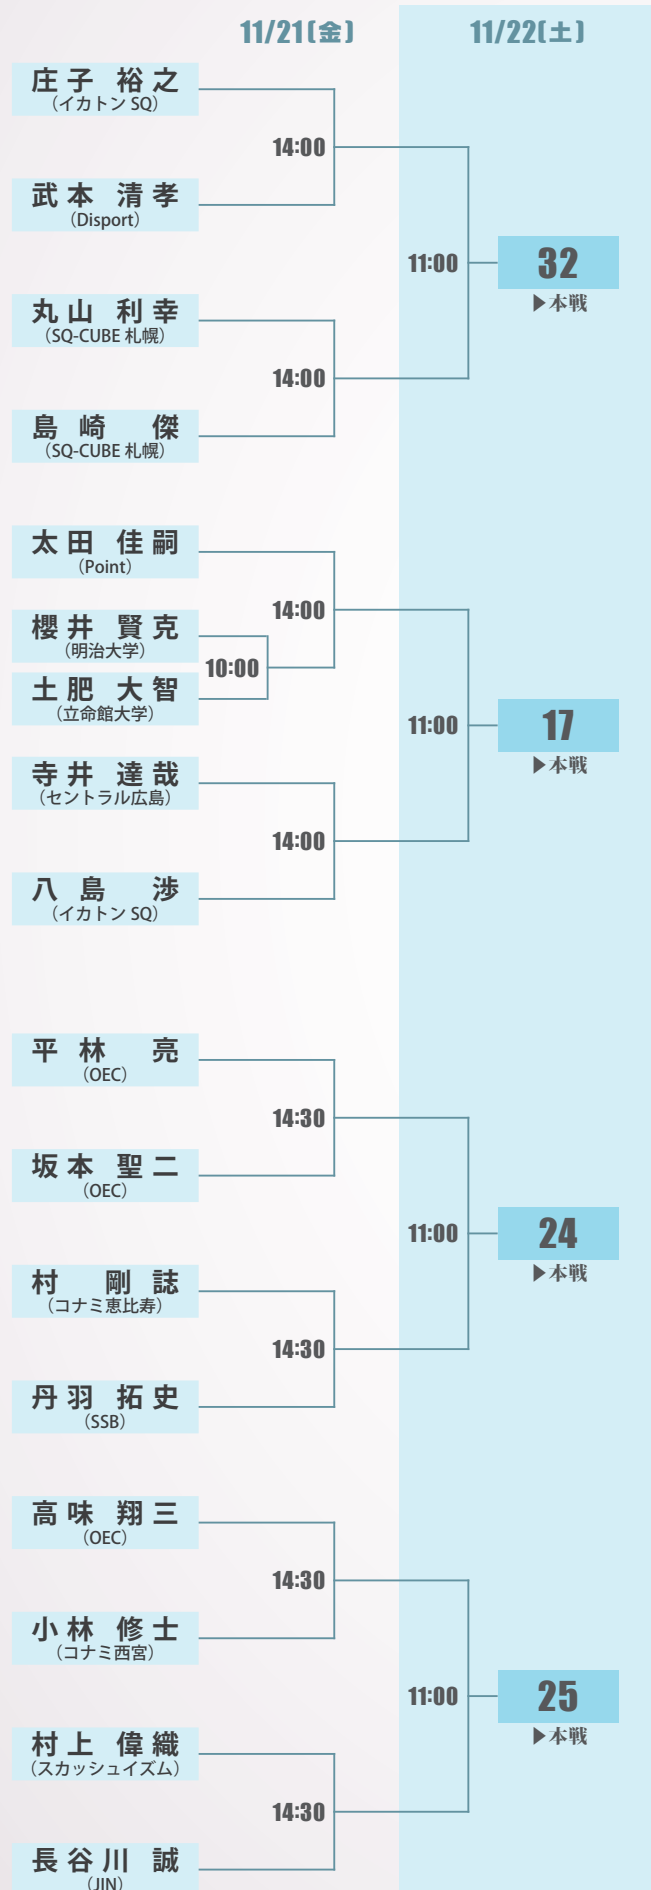 11/21(金) 11/22(土)
庄子 裕之
(イカトン SQ)
14:00
武本 清孝
(Disport)
11:00
32
▶本戦
丸山 利幸
(SQ-CUBE 札幌)
14:00
島崎 傑
(SQ-CUBE 札幌)
太田 佳嗣
(Point)
14:00
櫻井 賢克
(明治大学)
10:00
土肥 大智
(立命館大学)
11:00
17
▶本戦
寺井 達哉
(セントラル広島)
14:00
八島 渉
(イカトン SQ)
平林 亮
(OEC)
14:30
坂本 聖二
(OEC)
11:00
24
▶本戦
村 剛誌
(コナミ恵比寿)
14:30
丹羽 拓史
(SSB)
高味 翔三
(OEC)
14:30
小林 修士
(コナミ西宮)
11:00
25
▶本戦
村上 偉織
(スカッシュイズム)
14:30
長谷川 誠
(JIN)